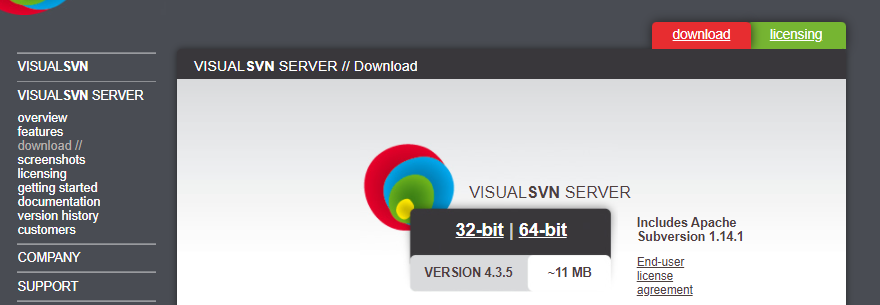 download licensing
VISUALSVN
VISUALSVN SERVER // Download
VISUALSVN SERVER
overview
features
download //
screenshots
licensing
getting started
documentation
version history
customers
COMPANY
SUPPORT
VISUALSVN SERVER
32-bit | 64-bit
VERSION 4.3.5 ~11 MB
Includes Apache
Subversion 1.14.1
End-user
license
agreement